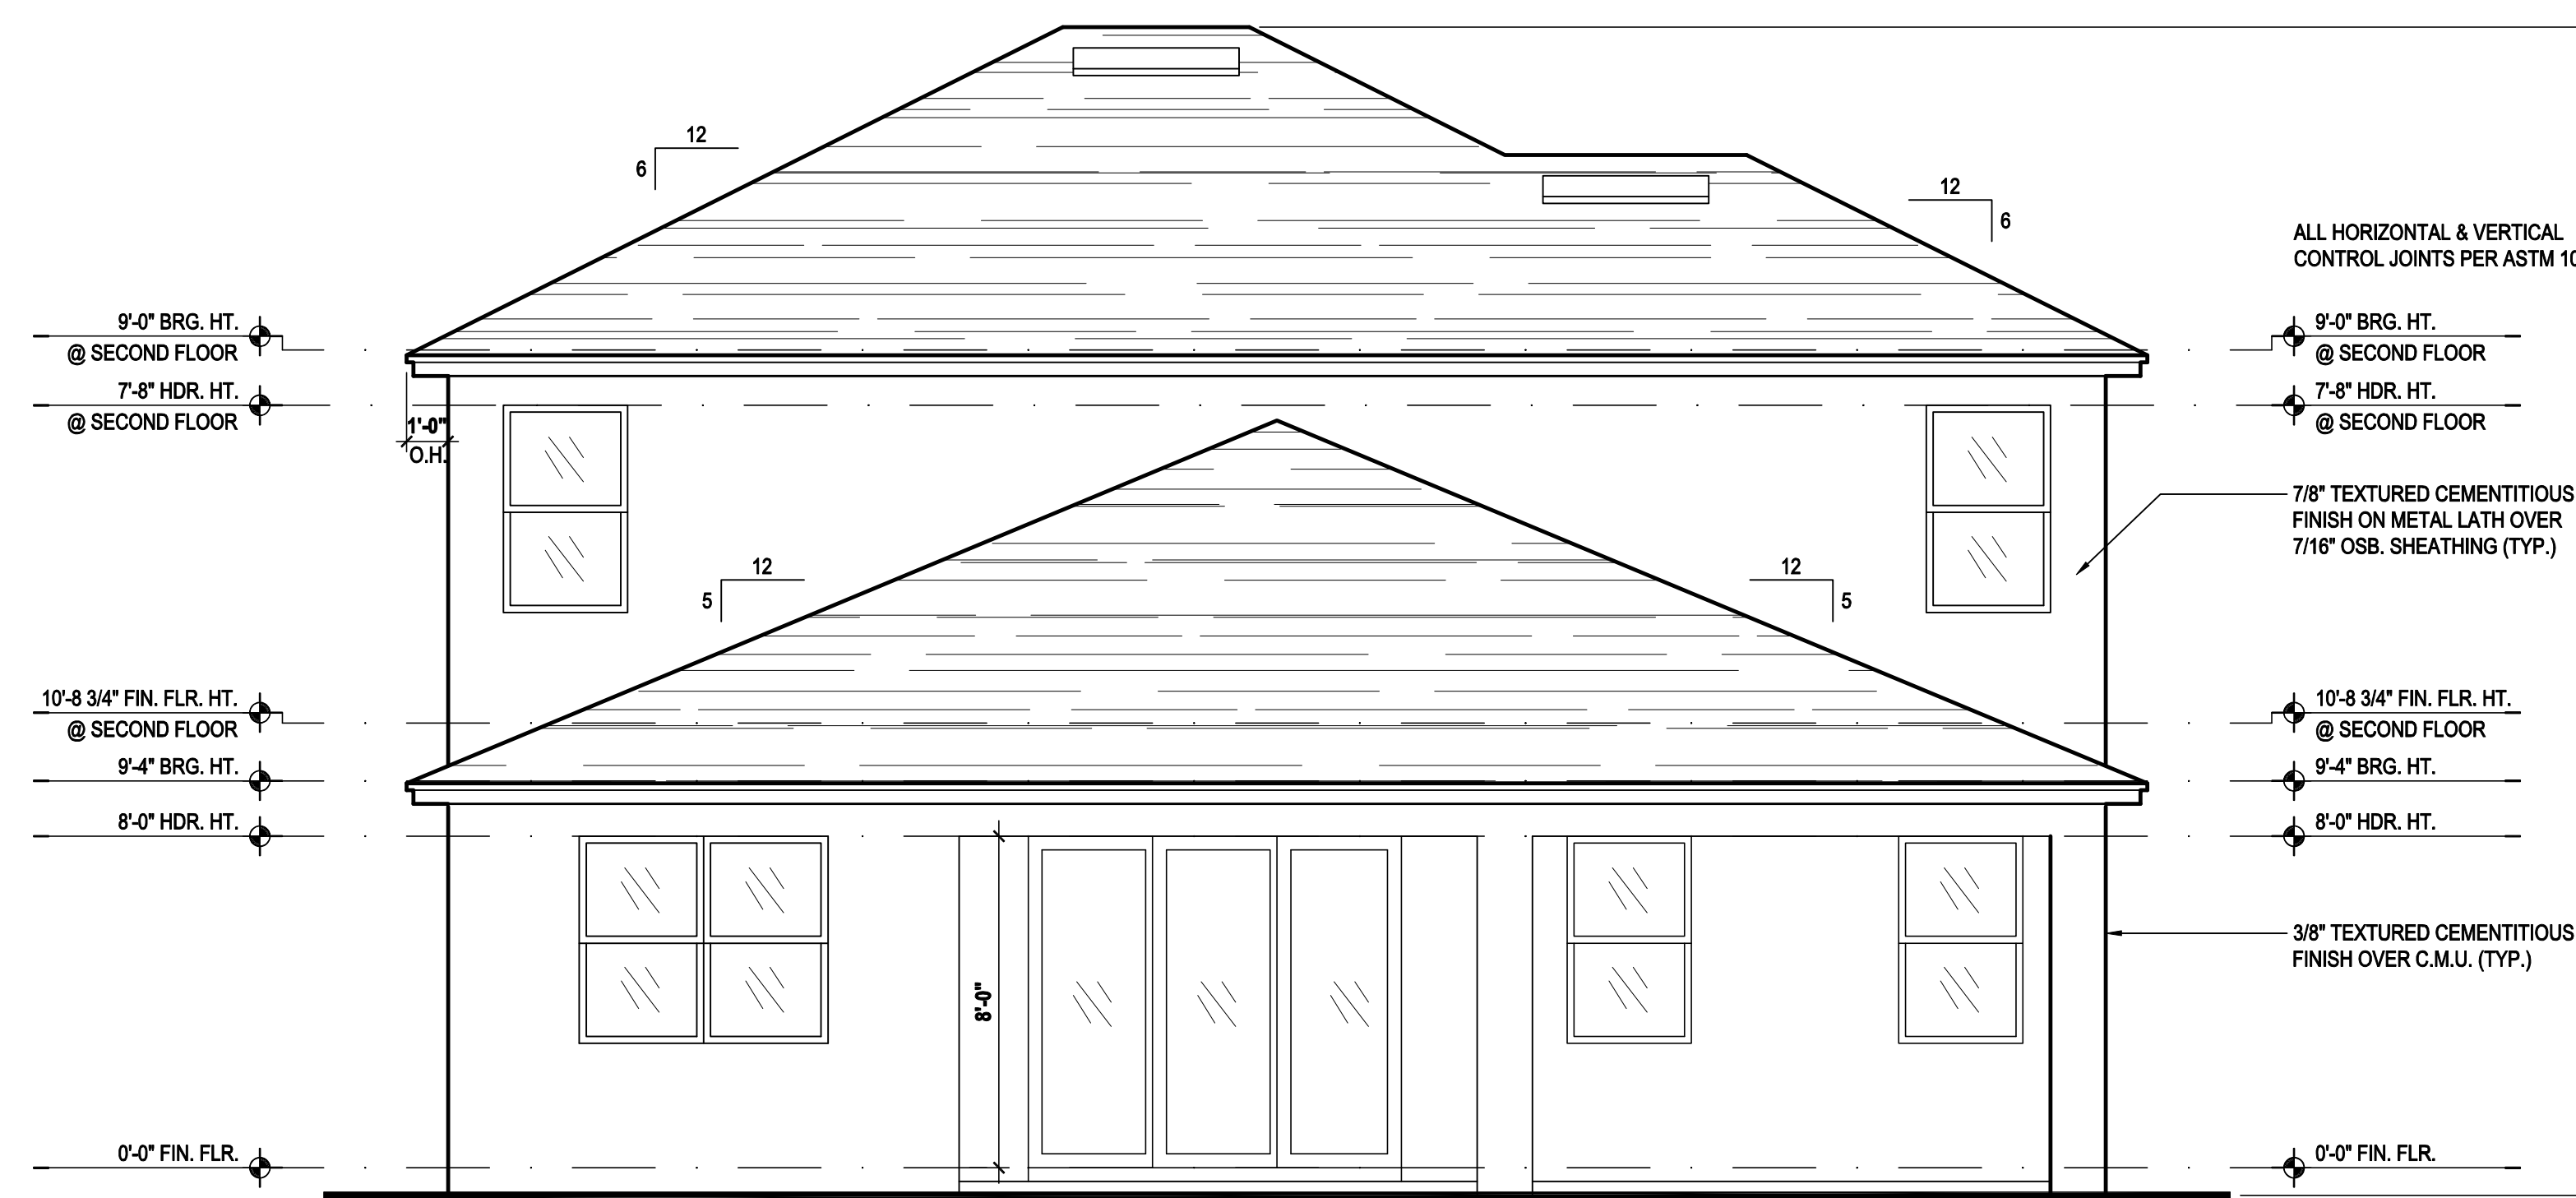 12
6
12
6
ALL HORIZONTAL & VERTICAL
CONTROL JOINTS PER ASTM
9'-0" BRG. HT.
@ SECOND FLOOR
9'-0" BRG. HT.
@ SECOND FLOOR
7'-8" HDR. HT.
@ SECOND FLOOR
7'-8" HDR. HT.
@ SECOND FLOOR
1'-0"
O.H.
7/8" TEXTURED CEMENTITIOUS
FINISH ON METAL LATH OVER
7/16" OSB. SHEATHING (TYP.)
12
5
12
5
10'-8 3/4" FIN. FLR. HT.
@ SECOND FLOOR
10'-8 3/4" FIN. FLR. HT.
@ SECOND FLOOR
9'-4" BRG. HT.
9'-4" BRG. HT.
8'-0" HDR. HT.
8'-0" HDR. HT.
3/8" TEXTURED CEMENTITIOUS
FINISH OVER C.M.U. (TYP.)
8'-0"
0'-0" FIN. FLR.
0'-0" FIN. FLR.